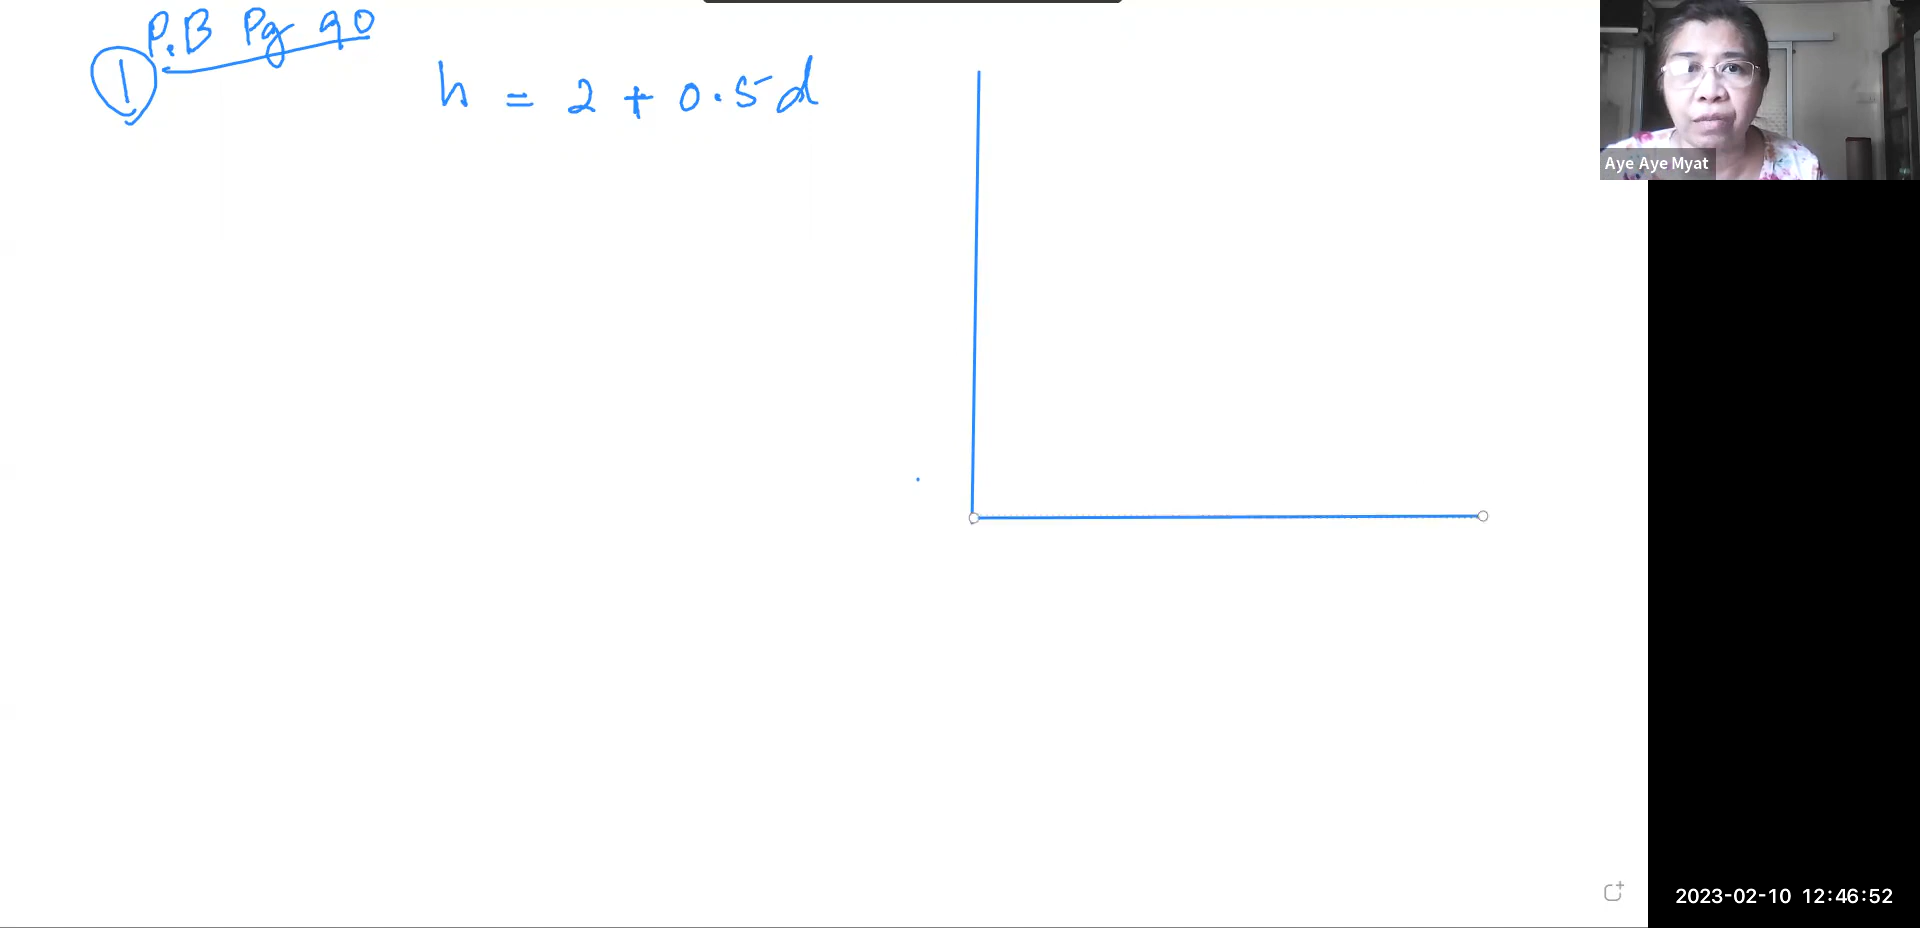 P.B Pg 90
1
h = 2 + 0.5d
Aye Aye Myat
2023-02-10 12:46:52